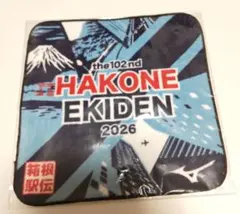 the 102nd
HAKONE
EKIDEN
2026
箱根
駅伝